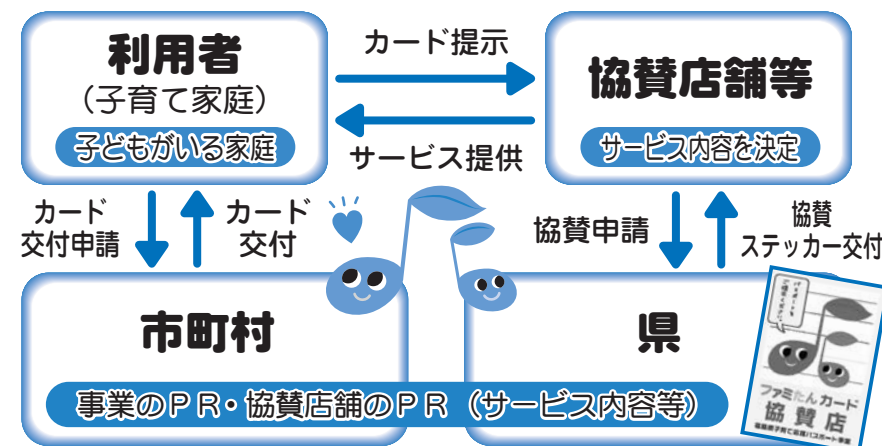 利用者
（子育て家庭）
子どもがいる家庭
カード提示
サービス提供
協賛店舗等
サービス内容を決定
カード
交付申請
カード
交付
協賛申請
協賛
ステッカー交付
市町村
県
事業のＰＲ・協賛店舗のＰＲ（サービス内容等）
ファミたんカード
協賛店